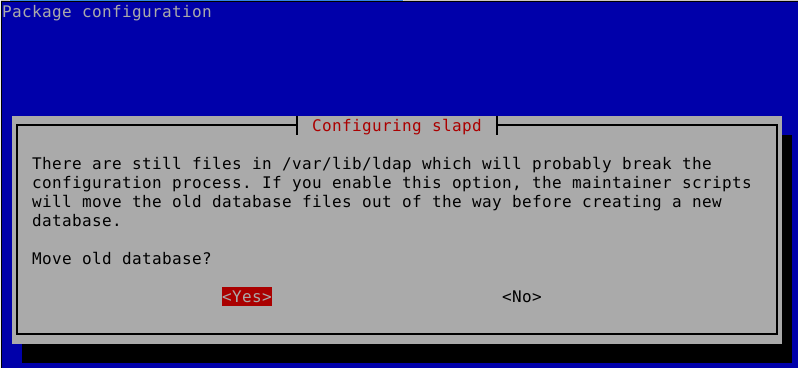 Package configuration
Configuring slapd
There are still files in /var/lib/ldap which will probably break the
configuration process. If you enable this option, the maintainer scripts
will move the old database files out of the way before creating a new
database.
Move old database?
<Yes> <No>